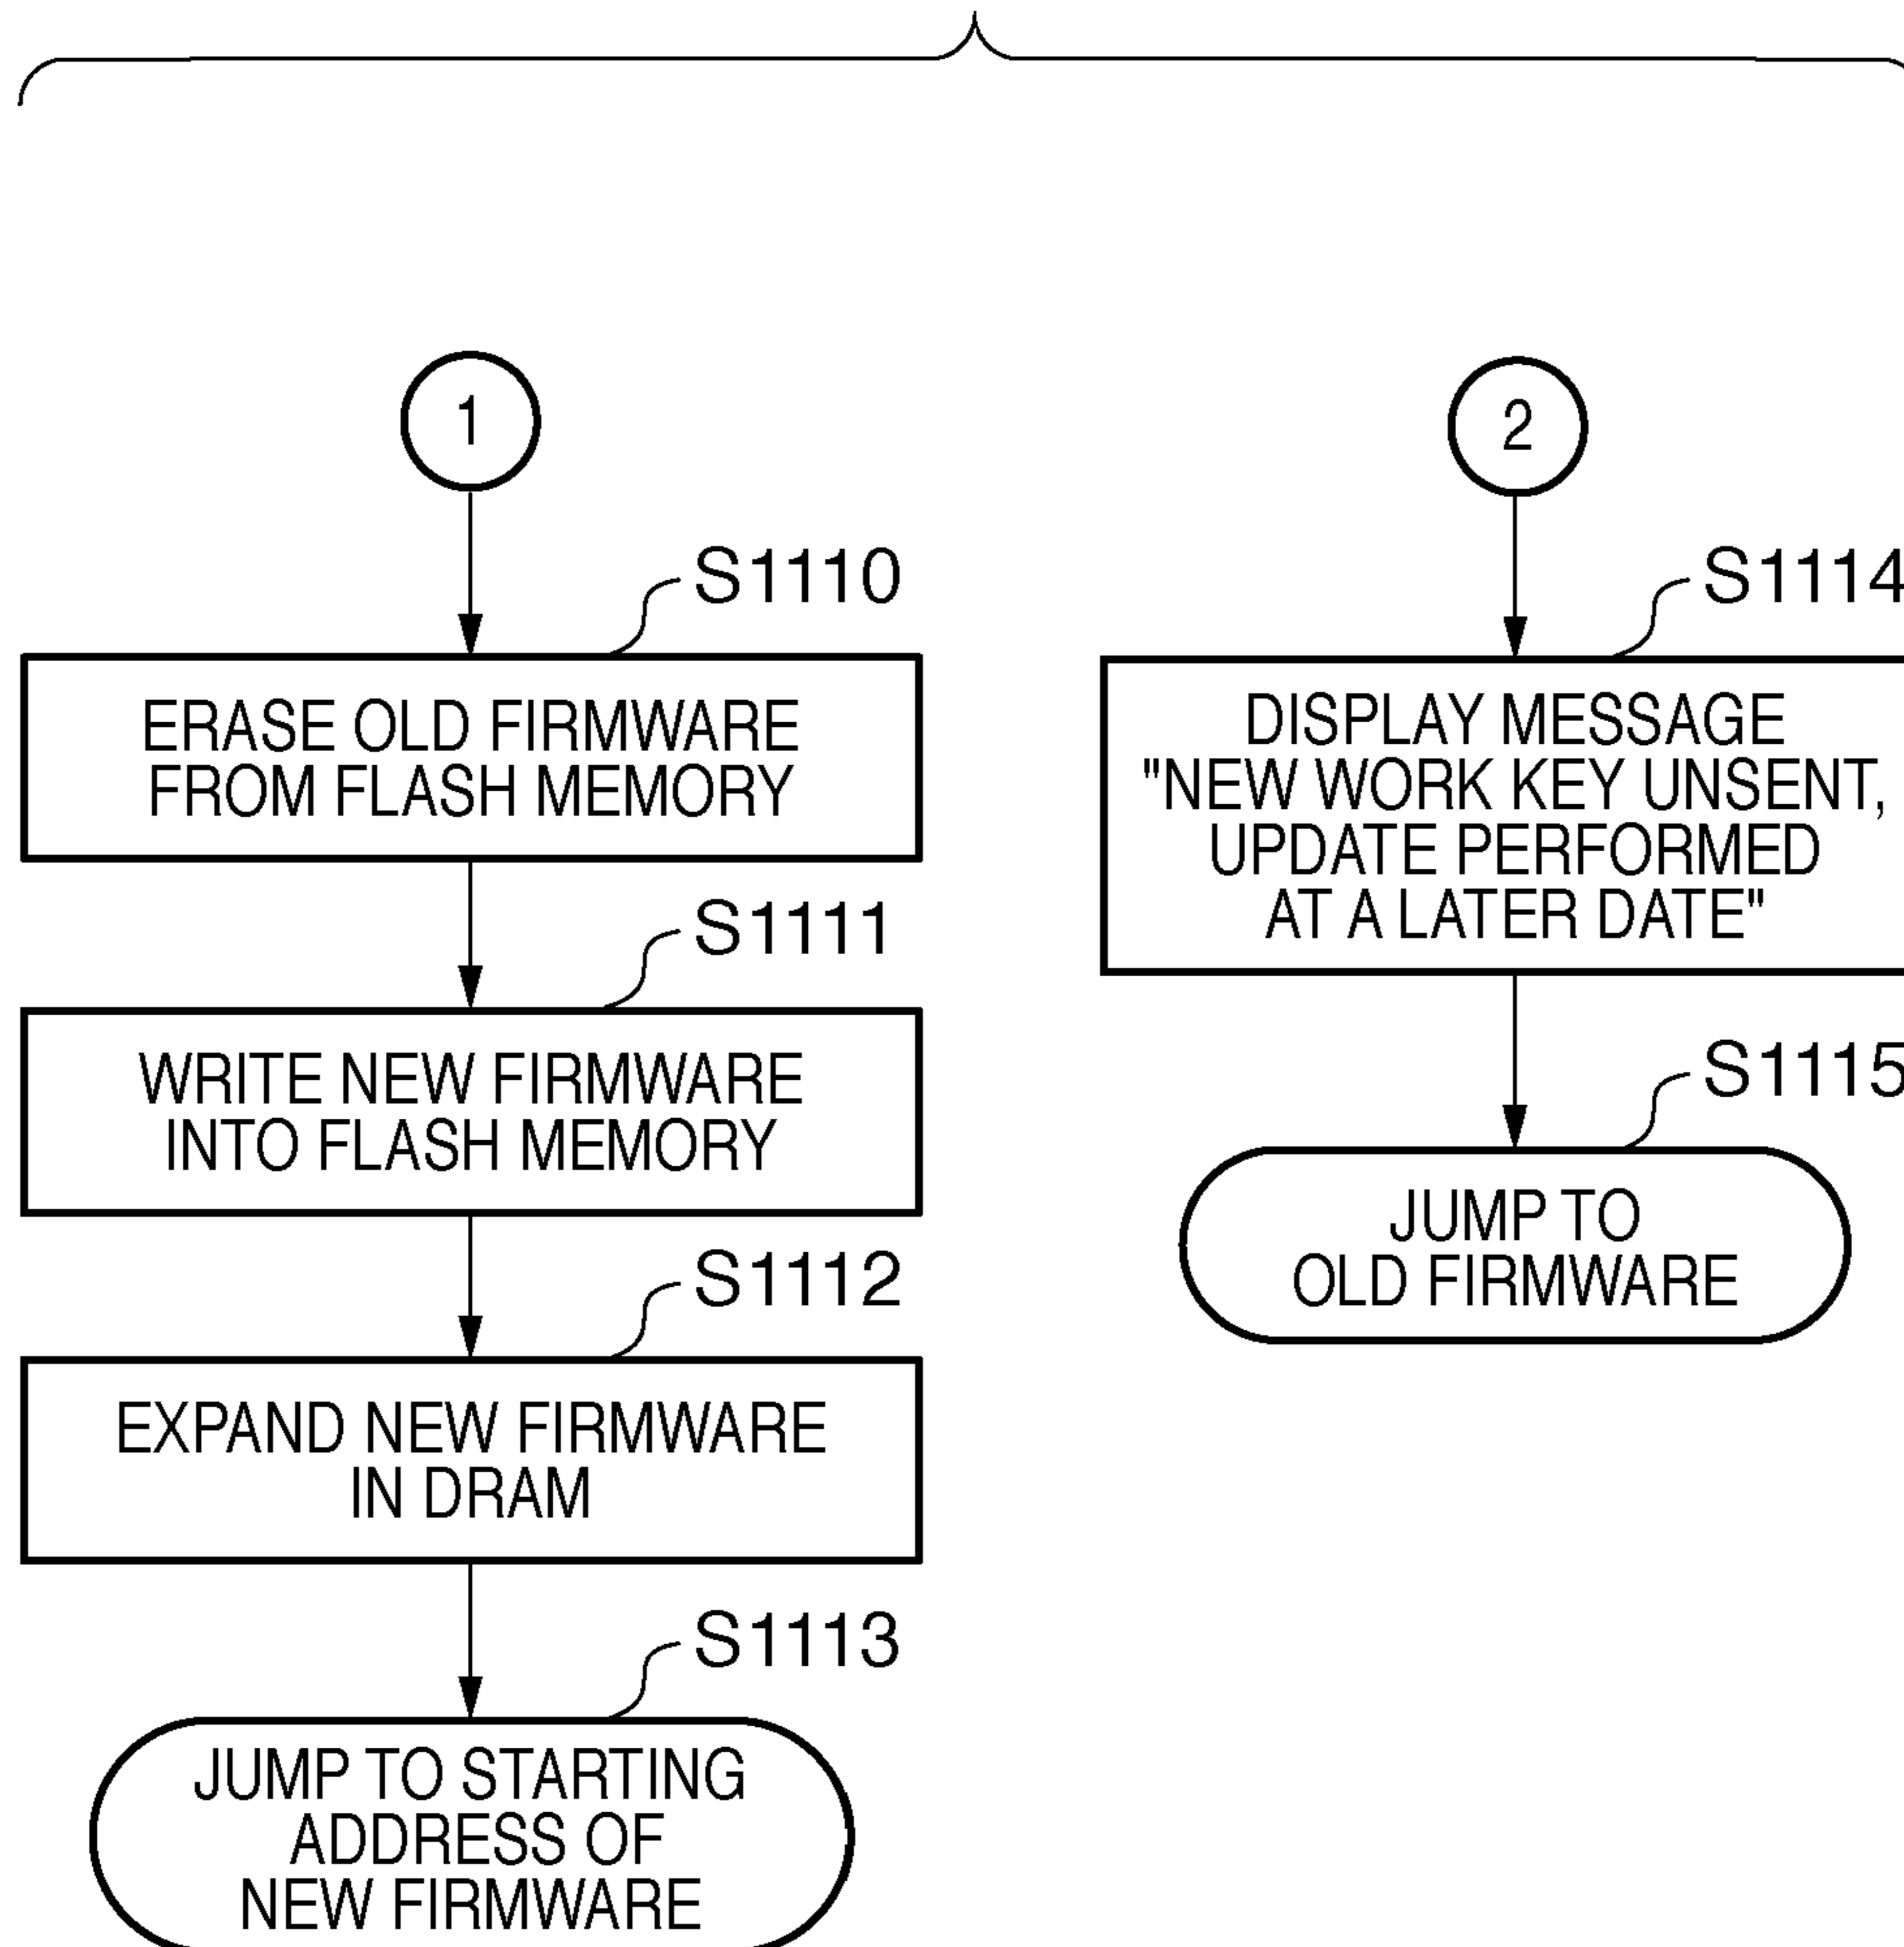 1
S1110
ERASE OLD FIRMWARE
FROM FLASH MEMORY
S1111
WRITE NEW FIRMWARE
INTO FLASH MEMORY
S1112
EXPAND NEW FIRMWARE
IN DRAM
S1113
JUMP TO STARTING
ADDRESS OF
NEW FIRMWARE
2
S1114
DISPLAY MESSAGE
"NEW WORK KEY UNSENT,
UPDATE PERFORMED
AT A LATER DATE"
S1115
JUMP TO
OLD FIRMWARE